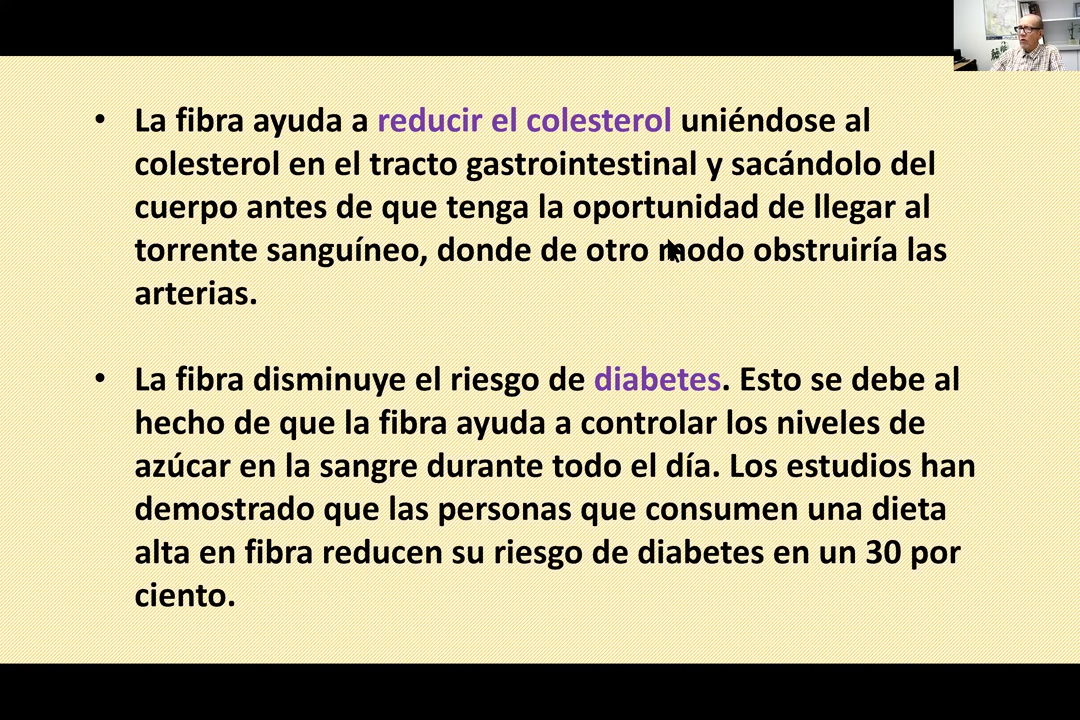 • La fibra ayuda a reducir el colesterol uniéndose al
colesterol en el tracto gastrointestinal y sacándolo del
cuerpo antes de que tenga la oportunidad de llegar al
torrente sanguíneo, donde de otro modo obstruiría las
arterias.
• La fibra disminuye el riesgo de diabetes. Esto se debe al
hecho de que la fibra ayuda a controlar los niveles de
azúcar en la sangre durante todo el día. Los estudios han
demostrado que las personas que consumen una dieta
alta en fibra reducen su riesgo de diabetes en un 30 por
ciento.